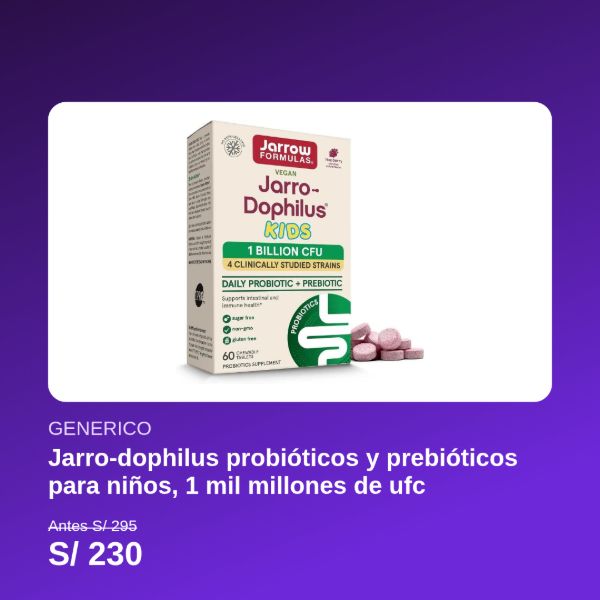 Jarrow
FORMULAS®
VEGAN
Jarro-
Dophilus®
KIDS
1 BILLION CFU
4 CLINICALLY STUDIED STRAINS
DAILY PROBIOTIC + PREBIOTIC
Supports intestinal and
immune health*
sugar free
non-gmo
gluten free
PROBIOTICS
60 CHEWABLE
TABLETS
PROBIOTICS SUPPLEMENT
GENERICO
Jarro-dophilus probióticos y prebióticos
para niños, 1 mil millones de ufc
Antes S/ 295
S/ 230